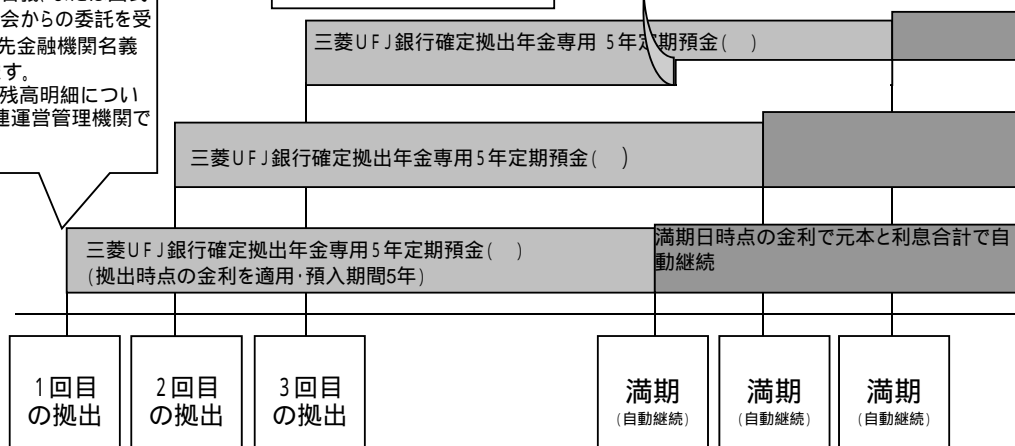 会からの委託を受
先金融機関名義
す。
残高明細につい
連運営管理機関で
三菱UFJ銀行確定拠出年金専用 5年定期預金(　)
三菱UFJ銀行確定拠出年金専用5年定期預金(　)
三菱UFJ銀行確定拠出年金専用5年定期預金(　)
(拠出時点の金利を適用・預入期間5年)
満期日時点の金利で元本と利息合計で自
動継続
1回目
の拠出
2回目
の拠出
3回目
の拠出
満期
(自動継続)
満期
(自動継続)
満期
(自動継続)